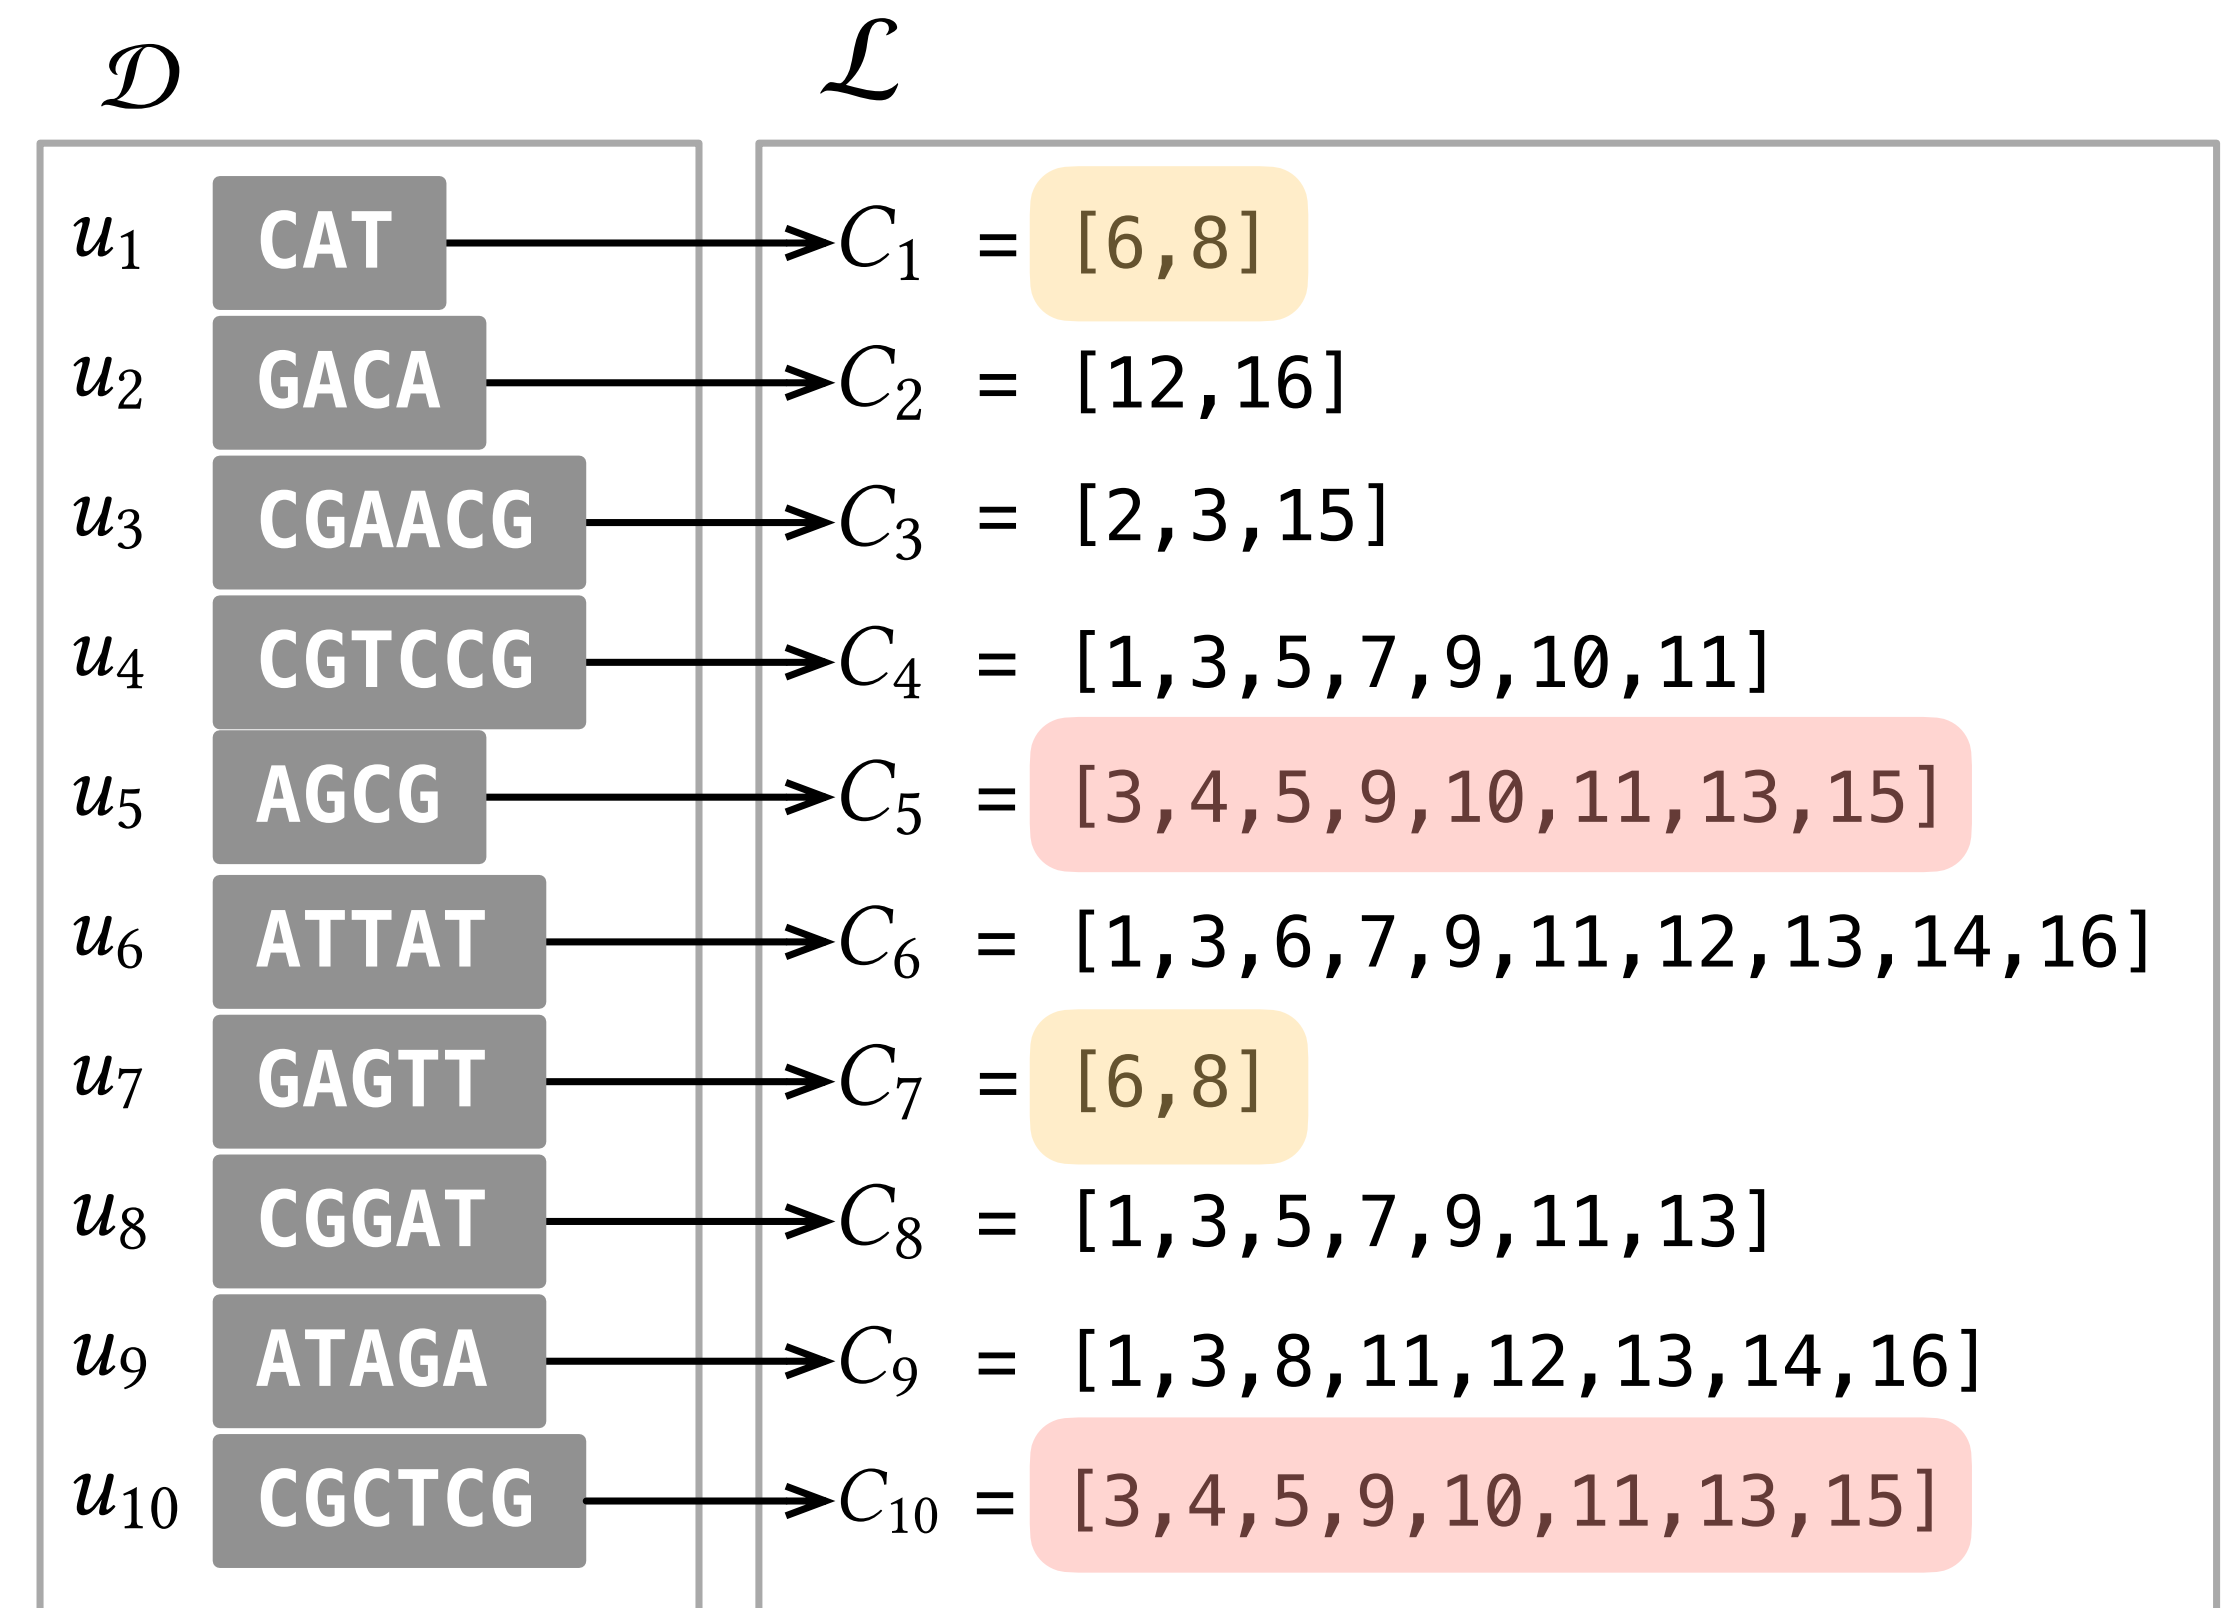 𝒟 ℒ
u1 CAT C1 = [6,8]
u2 GACA C2 = [12,16]
u3 CGAACG C3 = [2,3,15]
u4 CGTCCG C4 = [1,3,5,7,9,10,11]
u5 AGCG C5 = [3,4,5,9,10,11,13,15]
u6 ATTAT C6 = [1,3,6,7,9,11,12,13,14,16]
u7 GAGTT C7 = [6,8]
u8 CGGAT C8 = [1,3,5,7,9,11,13]
u9 ATAGA C9 = [1,3,8,11,12,13,14,16]
u10 CGCTCG C10 = [3,4,5,9,10,11,13,15]